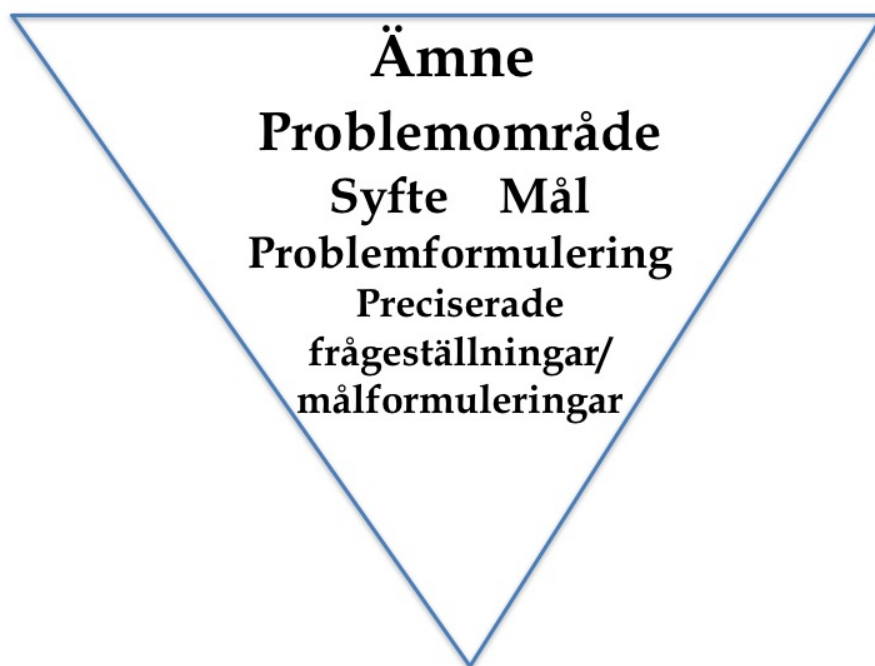 Ämne
Problemområde
Syfte Mål
Problemformulering
Preciserade
frågeställningar/
målformuleringar